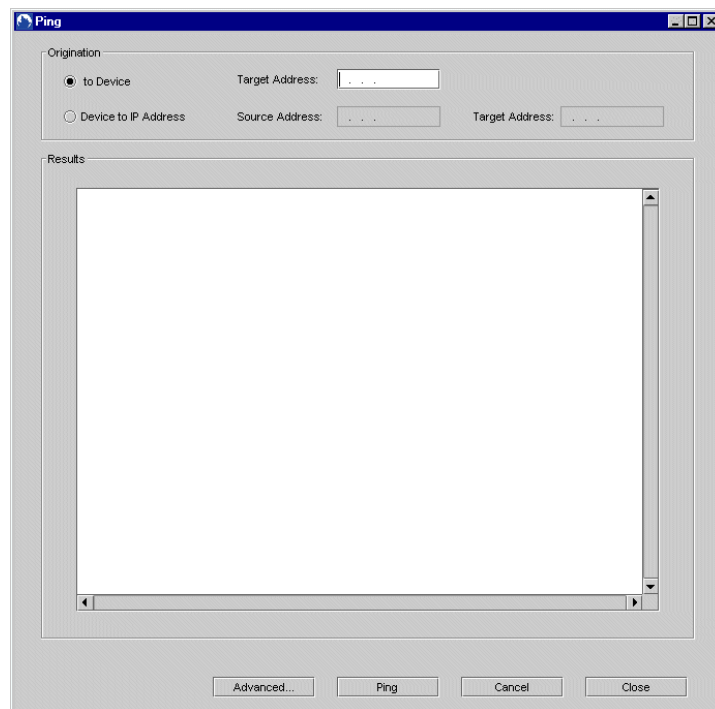 Ping
Origination
to Device Target Address: . . .
Device to IP Address Source Address: . . . Target Address: . . .
Results
Advanced... Ping Cancel Close